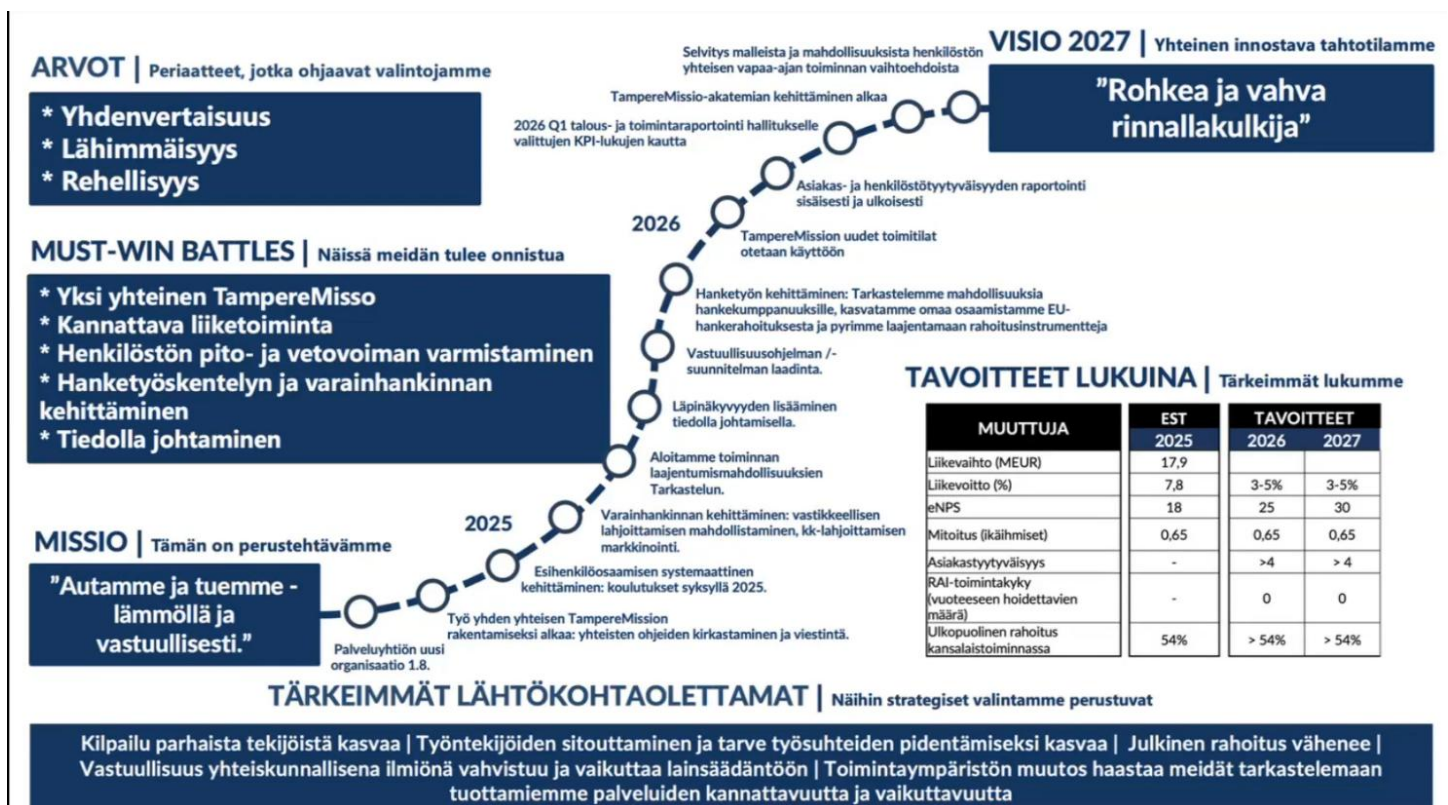 ARVOT | Periaatteet, jotka ohjaavat valintojamme
* Yhdenvertaisuus
* Lähimmäisyys
* Rehellisyys
MUST-WIN BATTLES | Näissä meidän tulee onnistua
* Yksi yhteinen TampereMisso
* Kannattava liiketoiminta
* Henkilöstön pito- ja vetovoiman varmistaminen
* Hanketyöskentelyn ja varainhankinnan
kehittäminen
* Tiedolla johtaminen
MISSIO | Tämän on perustehtävämme
”Autamme ja tuemme -
lämmöllä ja
vastuullisesti.”
2025
Palveluyhtiön uusi
organisaatio 1.8.
Työ yhden yhteisen TampereMission
rakentamiseksi alkaa: yhteisten ohjeiden kirkastaminen ja viestintä.
Esihenkilöosaamisen systemaattinen
kehittäminen: koulutukset syksyllä 2025.
Varainhankinnan kehittäminen: vastikkeellisen
lahjoittamisen mahdollistaminen, kk-lahjoittamisen
markkinointi.
Aloitamme toiminnan
laajentumismahdollisuuksien
Tarkastelun.
Läpinäkyvyyden lisääminen
tiedolla johtamisella.
Vastuullisuusohjelman /-
suunnitelman laadinta.
Hanketyön kehittäminen: Tarkastelemme mahdollisuuksia
hankekumppanuuksille, kasvatamme omaa osaamistamme EU-
hankerahoituksesta ja pyrimme laajentamaan rahoitusinstrumentteja
2026
TampereMission uudet toimitilat
otetaan käyttöön
Asiakas- ja henkilöstötyytyväisyyden raportointi
sisäisesti ja ulkoisesti
2026 Q1 talous- ja toimintaraportointi hallitukselle
valittujen KPI-lukujen kautta
TampereMissio-akatemian kehittäminen alkaa
Selvitys malleista ja mahdollisuuksista henkilöstön
yhteisen vapaa-ajan toiminnan vaihtoehdoista
VISIO 2027 | Yhteinen innostava tahtotilamme
”Rohkea ja vahva
rinnallakulkija”
TAVOITTEET LUKUINA | Tärkeimmät lukumme
MUUTTUJA EST TAVOITTEET
2025 2026 2027
Liikevaihto (MEUR) 17,9
Liikevoitto (%) 7,8 3-5% 3-5%
eNPS 18 25 30
Mitoitus (ikäihmiset) 0,65 0,65 0,65
Asiakastyytyväisyys - >4 > 4
RAI-toimintakyky
(vuoteeseen hoidettavien
määrä) - 0 0
Ulkopuolinen rahoitus
kansalaistoiminnassa 54% > 54% > 54%
TÄRKEIMMÄT LÄHTÖKOHTAOLETTAMAT | Näihin strategiset valintamme perustuvat
Kilpailu parhaista tekijöistä kasvaa | Työntekijöiden sitouttaminen ja tarve työsuhteiden pidentämiseksi kasvaa | Julkinen rahoitus vähenee |
Vastuullisuus yhteiskunnallisena ilmiönä vahvistuu ja vaikuttaa lainsäädäntöön | Toimintaympäristön muutos haastaa meidät tarkastelemaan
tuottamiemme palveluiden kannattavuutta ja vaikuttavuutta